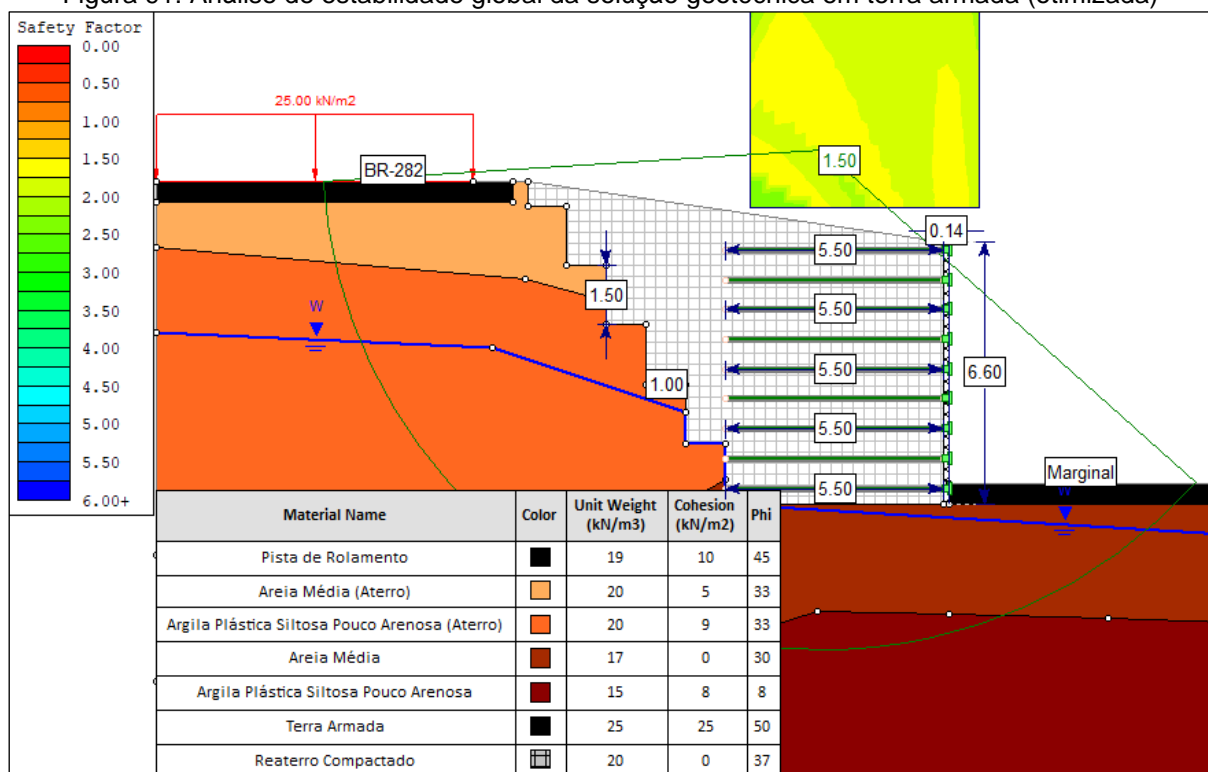 Figura 61: Análise de estabilidade global da solução geotécnica em terra armada (otimizada)
Safety Factor
0.00
0.50
1.00
1.50
2.00
2.50
3.00
3.50
4.00
4.50
5.00
5.50
6.00+
25.00 kN/m2
BR-282
1.50
0.14
5.50
1.50
5.50
W
5.50
6.60
1.00
5.50
Marginal
5.50
W
Material Name Color Unit Weight (kN/m3) Cohesion (kN/m2) Phi
Pista de Rolamento 19 10 45
Areia Média (Aterro) 20 5 33
Argila Plástica Siltosa Pouco Arenosa (Aterro) 20 9 33
Areia Média 17 0 30
Argila Plástica Siltosa Pouco Arenosa 15 8 8
Terra Armada 25 25 50
Reaterro Compactado 20 0 37